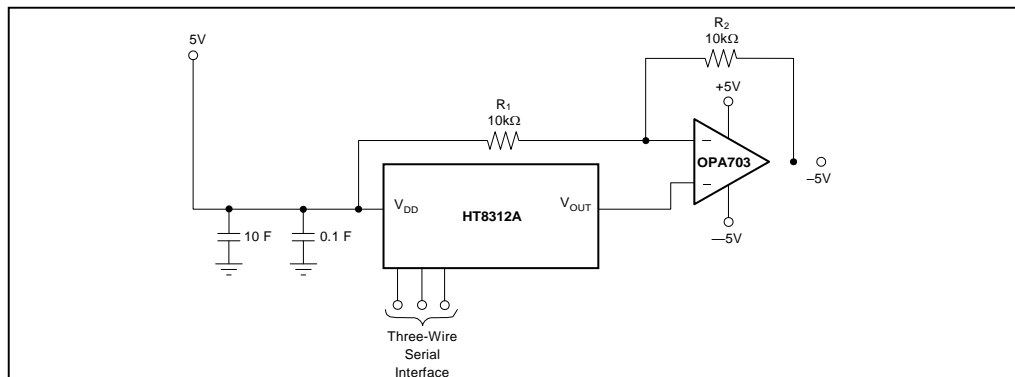 R2
10kΩ
5V
+5V
R1
10kΩ
−
OPA703
−
–5V
VDD
HT8312A
VOUT
—5V
10 F
0.1 F
Three-Wire
Serial
Interface